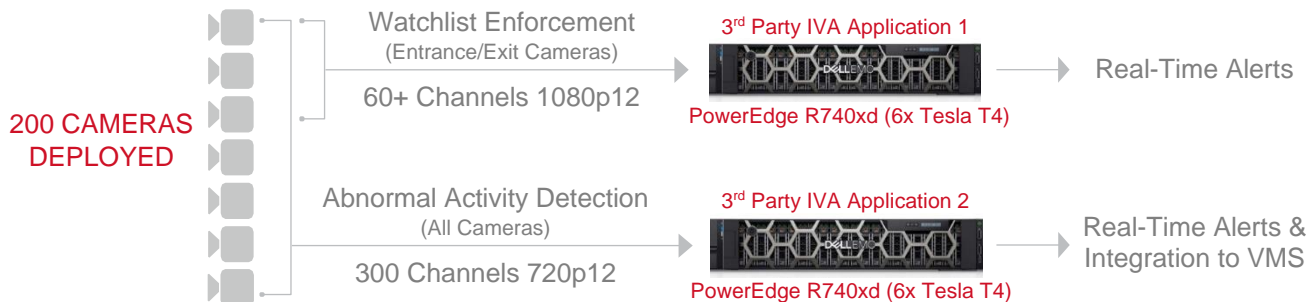 200 CAMERAS
DEPLOYED
Watchlist Enforcement
(Entrance/Exit Cameras)
60+ Channels 1080p12
3rd Party IVA Application 1
DELLEMC
PowerEdge R740xd (6x Tesla T4)
Real-Time Alerts
Abnormal Activity Detection
(All Cameras)
300 Channels 720p12
3rd Party IVA Application 2
DELLEMC
PowerEdge R740xd (6x Tesla T4)
Real-Time Alerts &
Integration to VMS